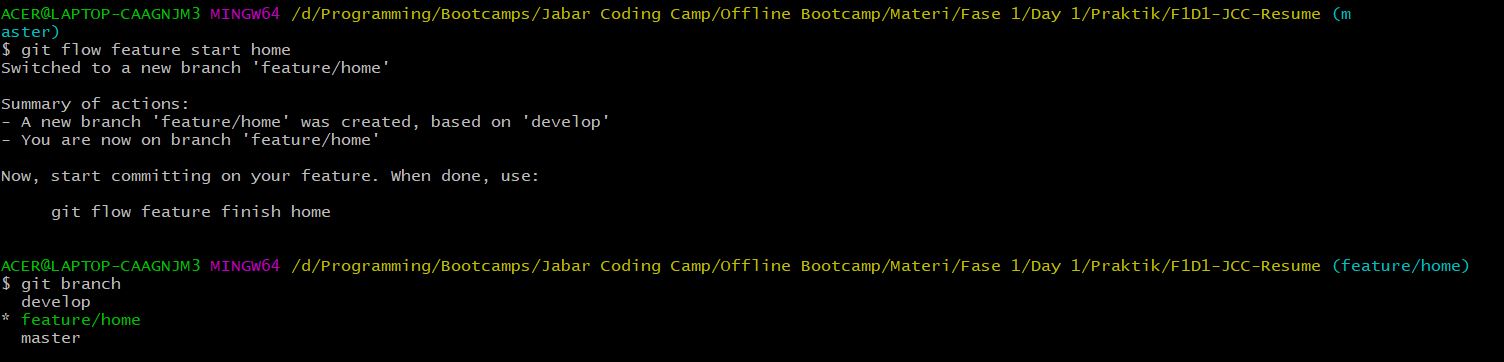 ACER@LAPTOP-CAAGNJM3 MINGW64 /d/Programming/Bootcamps/Jabar Coding Camp/Offline Bootcamp/Materi/Fase 1/Day 1/Praktik/F1D1-JCC-Resume (m
aster)
$ git flow feature start home
Switched to a new branch 'feature/home'
Summary of actions:
- A new branch 'feature/home' was created, based on 'develop'
- You are now on branch 'feature/home'
Now, start committing on your feature. When done, use:
git flow feature finish home
ACER@LAPTOP-CAAGNJM3 MINGW64 /d/Programming/Bootcamps/Jabar Coding Camp/Offline Bootcamp/Materi/Fase 1/Day 1/Praktik/F1D1-JCC-Resume (feature/home)
$ git branch
develop
* feature/home
master